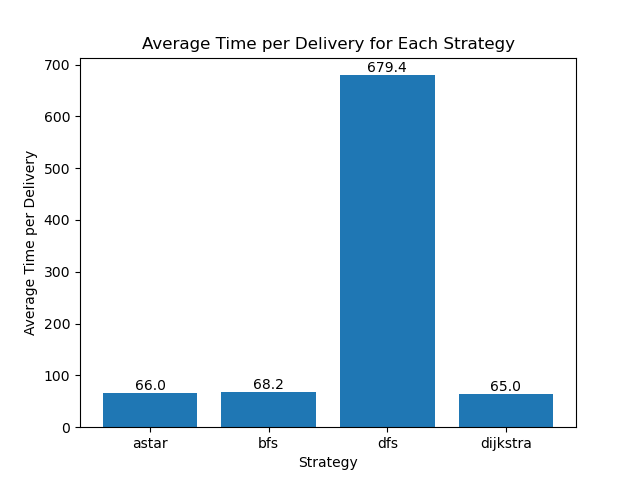 Average Time per Delivery for Each Strategy
Average Time per Delivery
700
600
500
400
300
200
100
0
66.0
68.2
679.4
65.0
astar
bfs
dfs
dijkstra
Strategy